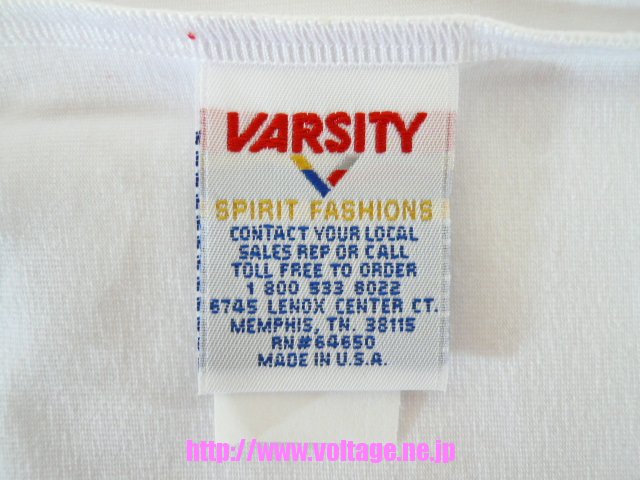 VARSITY
SPIRIT FASHIONS
CONTACT YOUR LOCAL
SALES REP OR CALL
TOLL FREE TO ORDER
1 800 533 8022
6745 LENOX CENTER CT.
MEMPHIS, TN. 38115
RN#64650
MADE IN U.S.A.
http://www.voltage.ne.jp